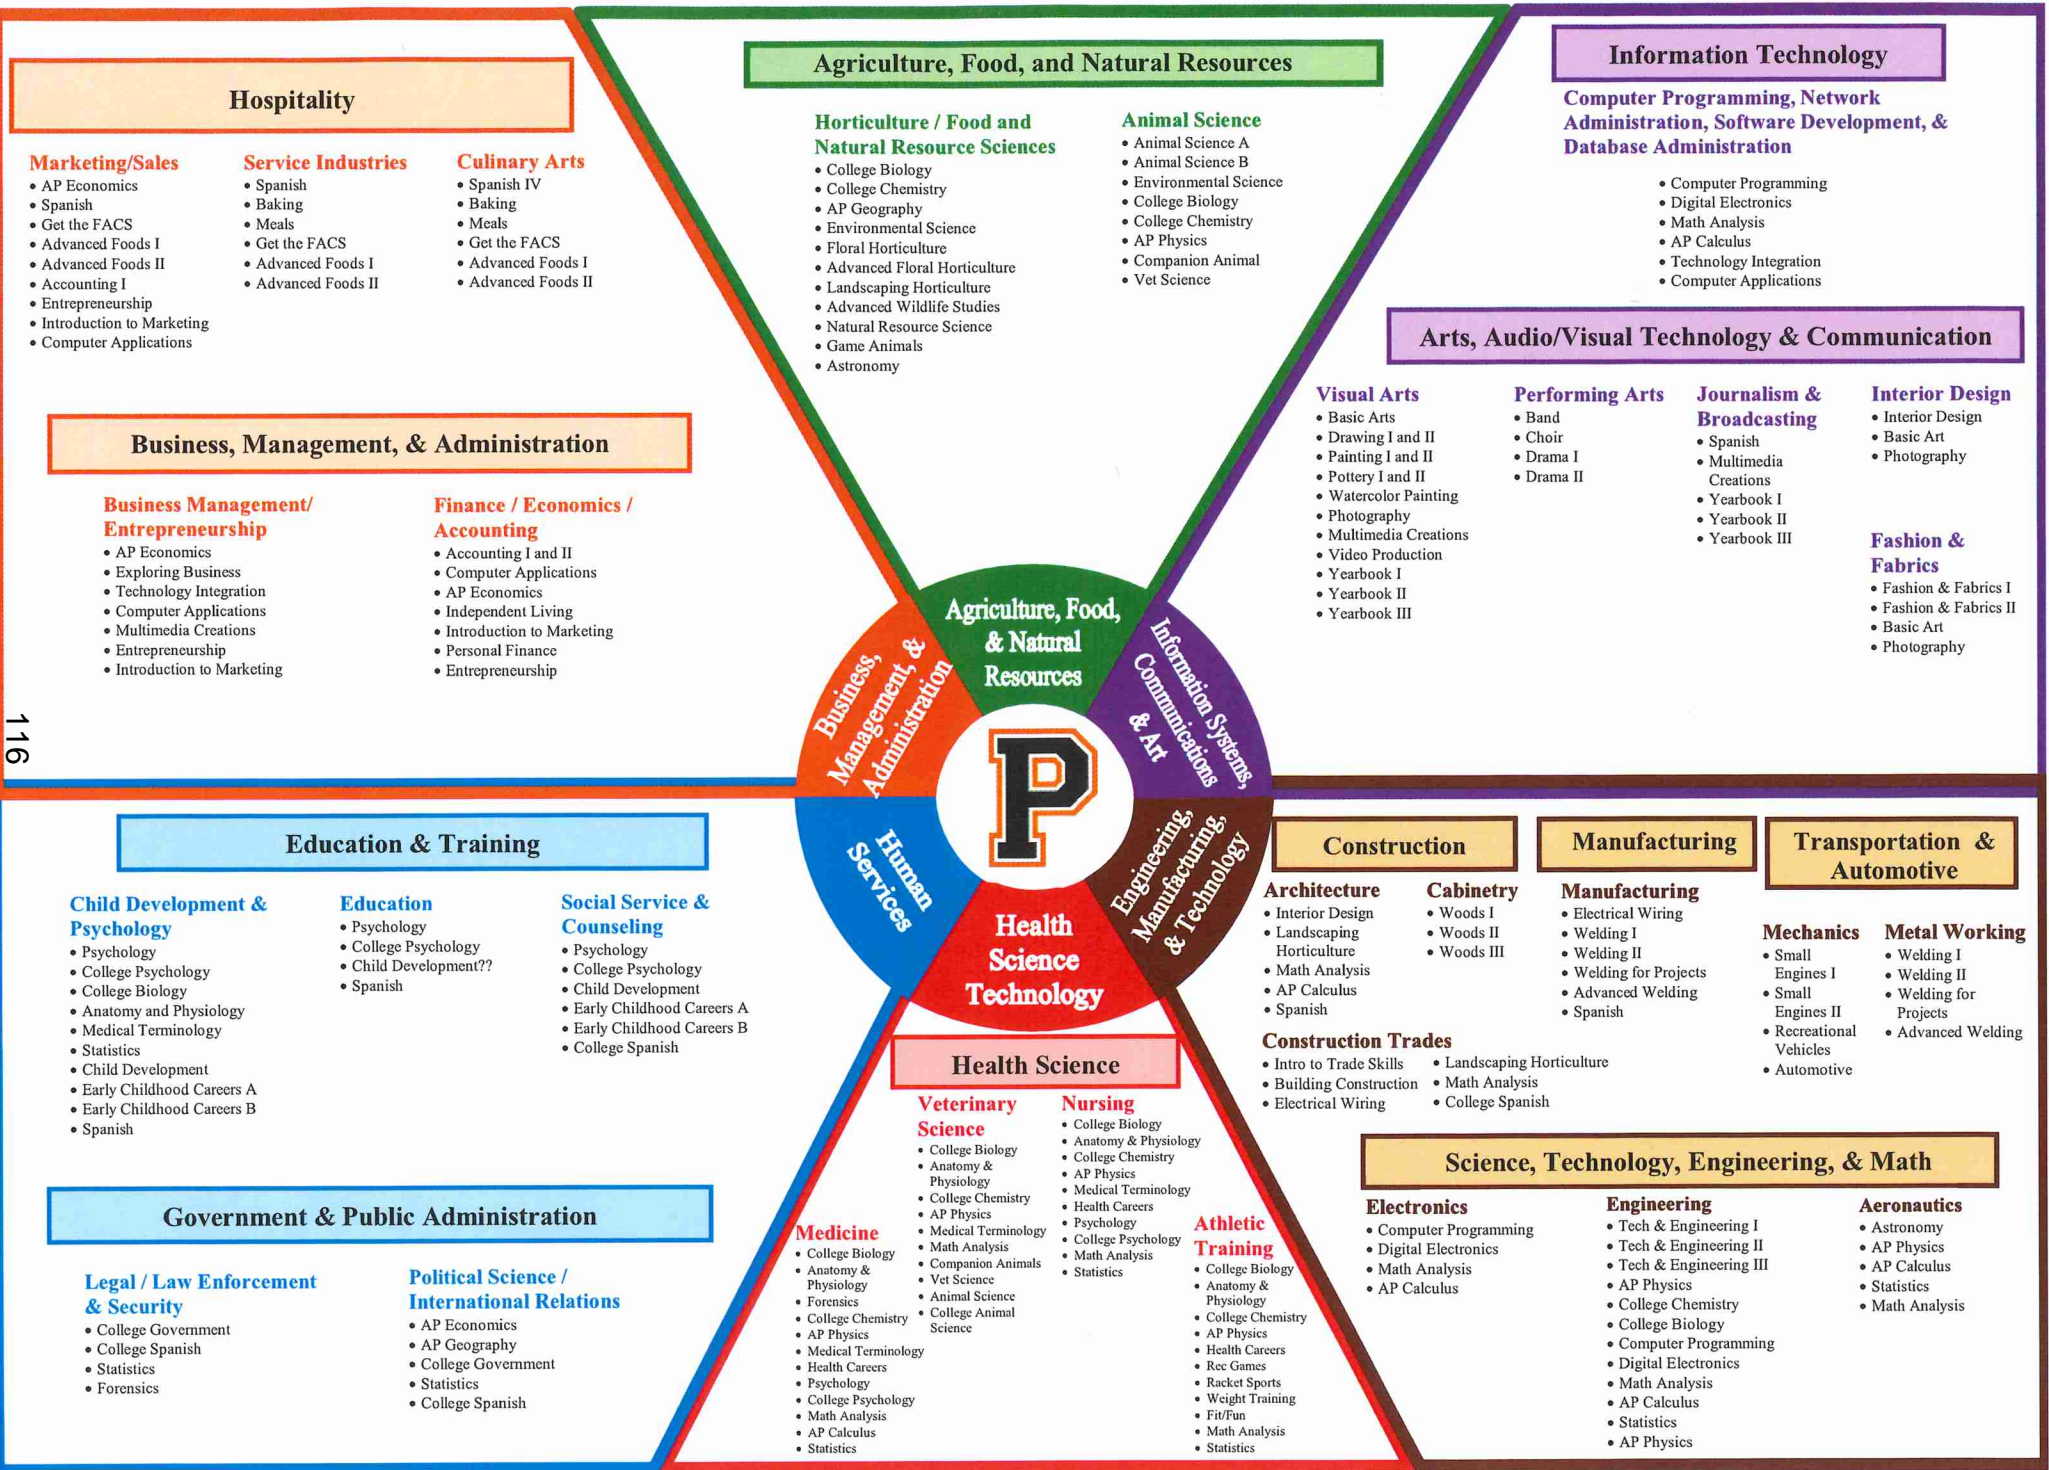 Hospitality
Marketing/Sales
• AP Economics
• Spanish
• Get the FACS
• Advanced Foods I
• Advanced Foods II
• Accounting I
• Entrepreneurship
• Introduction to Marketing
• Computer Applications
Service Industries
• Spanish
• Baking
• Meals
• Get the FACS
• Advanced Foods I
• Advanced Foods II
Culinary Arts
• Spanish IV
• Baking
• Meals
• Get the FACS
• Advanced Foods I
• Advanced Foods II
Business, Management, & Administration
Business Management/
Entrepreneurship
• AP Economics
• Exploring Business
• Technology Integration
• Computer Applications
• Multimedia Creations
• Entrepreneurship
• Introduction to Marketing
Finance / Economics /
Accounting
• Accounting I and II
• Computer Applications
• AP Economics
• Independent Living
• Introduction to Marketing
• Personal Finance
• Entrepreneurship
Agriculture, Food, and Natural Resources
Horticulture / Food and
Natural Resource Sciences
• College Biology
• College Chemistry
• AP Geography
• Environmental Science
• Floral Horticulture
• Advanced Floral Horticulture
• Landscaping Horticulture
• Advanced Wildlife Studies
• Natural Resource Science
• Game Animals
• Astronomy
Animal Science
• Animal Science A
• Animal Science B
• Environmental Science
• College Biology
• College Chemistry
• AP Physics
• Companion Animal
• Vet Science
Information Technology
Computer Programming, Network
Administration, Software Development, &
Database Administration
• Computer Programming
• Digital Electronics
• Math Analysis
• AP Calculus
• Technology Integration
• Computer Applications
Arts, Audio/Visual Technology & Communication
Visual Arts
• Basic Arts
• Drawing I and II
• Painting I and II
• Pottery I and II
• Watercolor Painting
• Photography
• Multimedia Creations
• Video Production
• Yearbook I
• Yearbook II
• Yearbook III
Performing Arts
• Band
• Choir
• Drama I
• Drama II
Journalism &
Broadcasting
• Spanish
• Multimedia
Creations
• Yearbook I
• Yearbook II
• Yearbook III
Interior Design
• Interior Design
• Basic Art
• Photography
Fashion &
Fabrics
• Fashion & Fabrics I
• Fashion & Fabrics II
• Basic Art
• Photography
116
Business,
Management, &
Administration
Agriculture, Food,
& Natural
Resources
Information Systems,
Communications
& Art
P
Human
Services
Health
Science
Technology
Engineering,
Manufacturing,
& Technology
Education & Training
Child Development &
Psychology
• Psychology
• College Psychology
• College Biology
• Anatomy and Physiology
• Medical Terminology
• Statistics
• Child Development
• Early Childhood Careers A
• Early Childhood Careers B
• Spanish
Education
• Psychology
• College Psychology
• Child Development??
• Spanish
Social Service &
Counseling
• Psychology
• College Psychology
• Child Development
• Early Childhood Careers A
• Early Childhood Careers B
• College Spanish
Government & Public Administration
Legal / Law Enforcement
& Security
• College Government
• College Spanish
• Statistics
• Forensics
Political Science /
International Relations
• AP Economics
• AP Geography
• College Government
• Statistics
• College Spanish
Health Science
Medicine
• College Biology
• Anatomy &
Physiology
• Forensics
• College Chemistry
• AP Physics
• Medical Terminology
• Health Careers
• Psychology
• College Psychology
• Math Analysis
• AP Calculus
• Statistics
Veterinary
Science
• College Biology
• Anatomy &
Physiology
• College Chemistry
• AP Physics
• Medical Terminology
• Math Analysis
• Companion Animals
• Vet Science
• Animal Science
• College Animal
Science
Nursing
• College Biology
• Anatomy & Physiology
• College Chemistry
• AP Physics
• Medical Terminology
• Health Careers
• Psychology
• College Psychology
• Math Analysis
• Statistics
Athletic
Training
• College Biology
• Anatomy &
Physiology
• College Chemistry
• AP Physics
• Health Careers
• Rec Games
• Racket Sports
• Weight Training
• Fit/Fun
• Math Analysis
• Statistics
Construction
Architecture
• Interior Design
• Landscaping
Horticulture
• Math Analysis
• AP Calculus
• Spanish
Cabinetry
• Woods I
• Woods II
• Woods III
Construction Trades
• Intro to Trade Skills
• Building Construction
• Electrical Wiring
• Landscaping Horticulture
• Math Analysis
• College Spanish
Manufacturing
Manufacturing
• Electrical Wiring
• Welding I
• Welding II
• Welding for Projects
• Advanced Welding
• Spanish
Transportation &
Automotive
Mechanics
• Small
Engines I
• Small
Engines II
• Recreational
Vehicles
• Automotive
Metal Working
• Welding I
• Welding II
• Welding for
Projects
• Advanced Welding
Science, Technology, Engineering, & Math
Electronics
• Computer Programming
• Digital Electronics
• Math Analysis
• AP Calculus
Engineering
• Tech & Engineering I
• Tech & Engineering II
• Tech & Engineering III
• AP Physics
• College Chemistry
• College Biology
• Computer Programming
• Digital Electronics
• Math Analysis
• AP Calculus
• Statistics
• AP Physics
Aeronautics
• Astronomy
• AP Physics
• AP Calculus
• Statistics
• Math Analysis